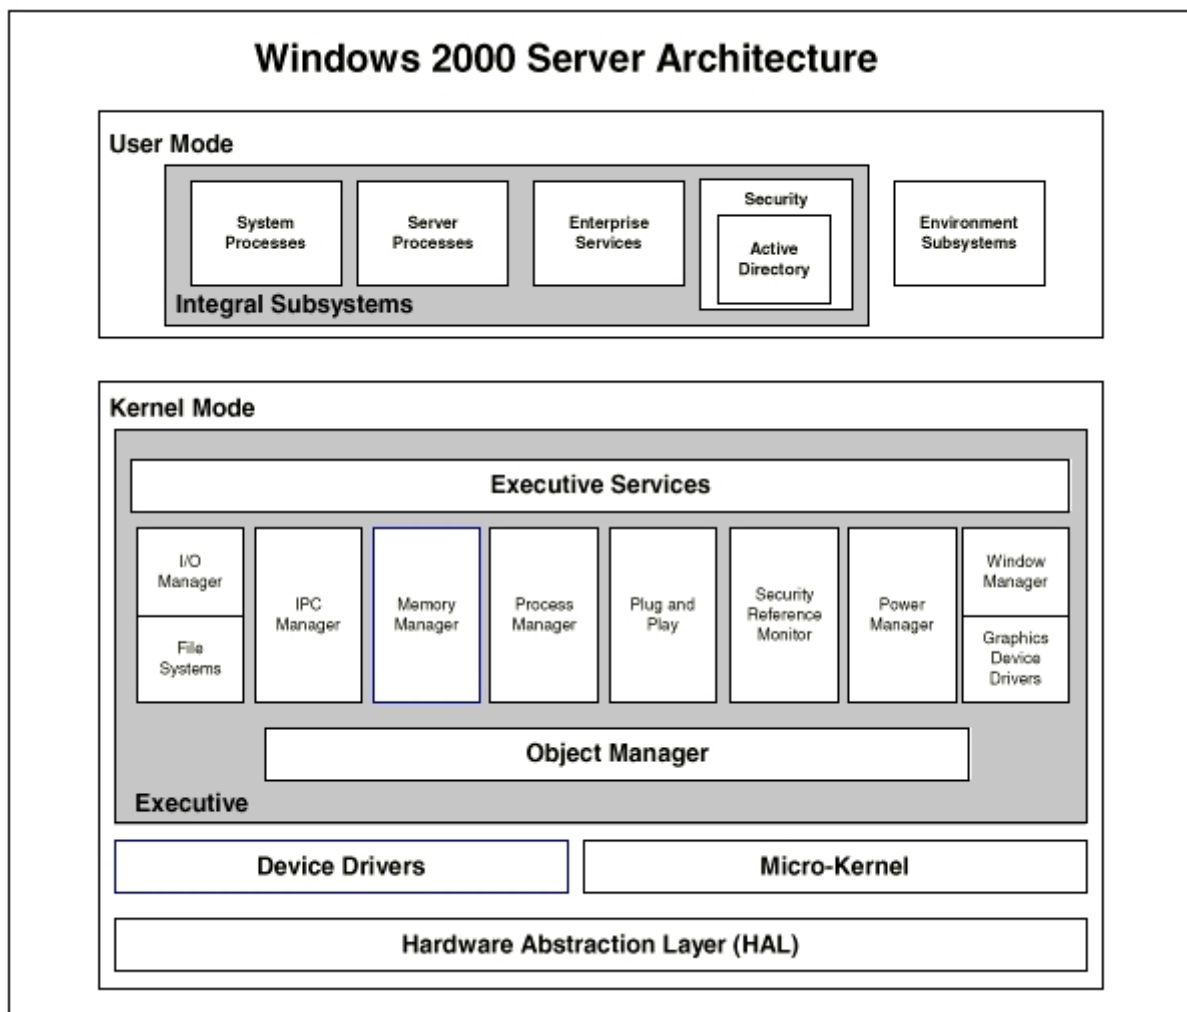 Windows 2000 Server Architecture
User Mode
System
Processes
Server
Processes
Enterprise
Services
Security
Active
Directory
Environment
Subsystems
Integral Subsystems
Kernel Mode
Executive Services
I/O
Manager
File
Systems
IPC
Manager
Memory
Manager
Process
Manager
Plug and
Play
Security
Reference
Monitor
Power
Manager
Window
Manager
Graphics
Device
Drivers
Object Manager
Executive
Device Drivers
Micro-Kernel
Hardware Abstraction Layer (HAL)